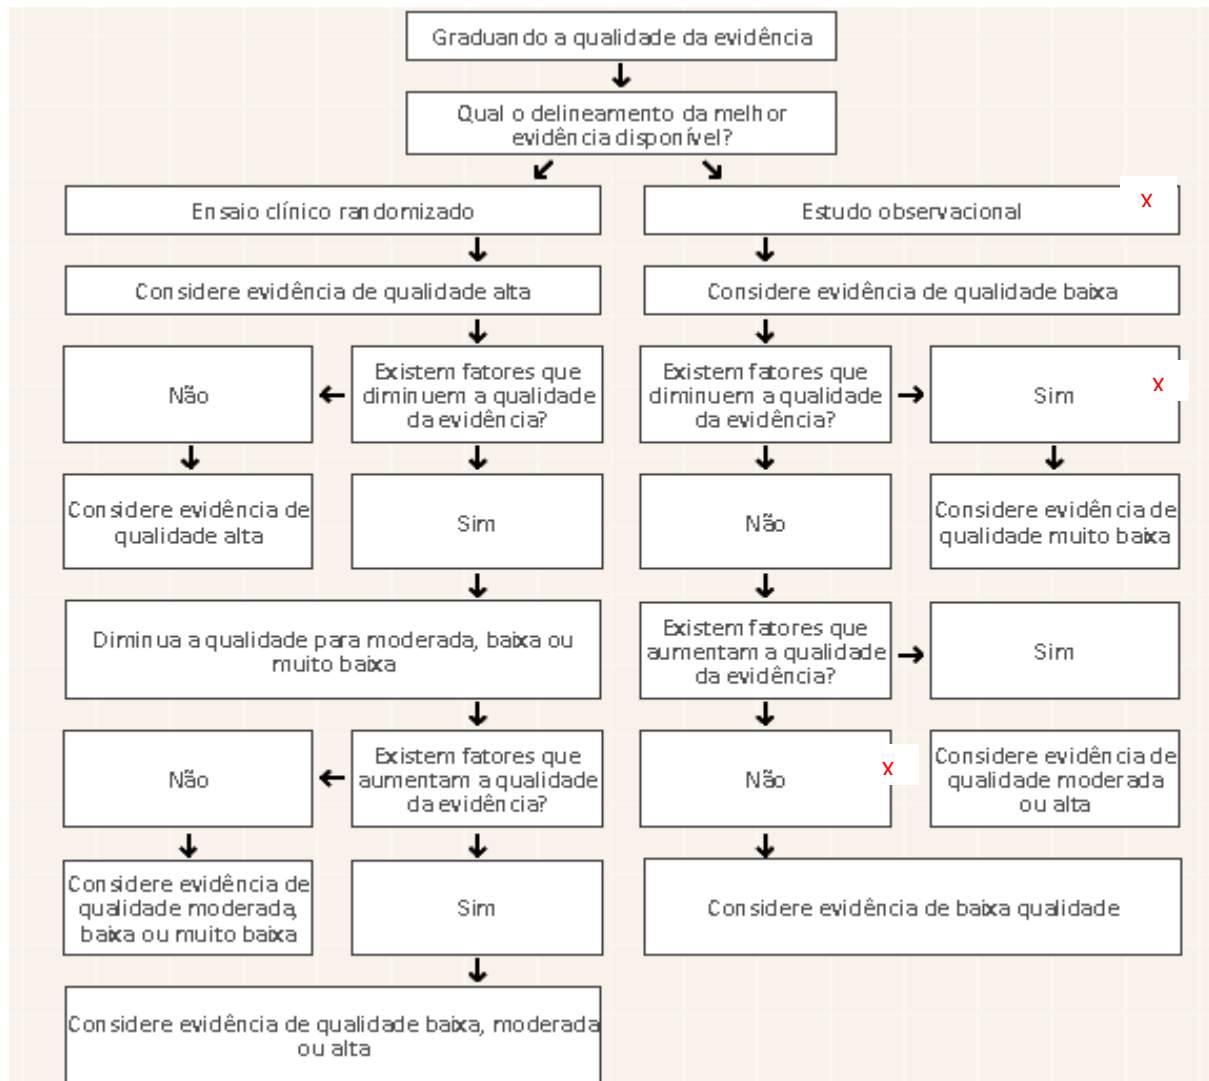 Graduando a qualidade da evidência
Qual o delineamento da melhor
evidência disponível?
Ensaio clínico randomizado
Estudo observacional
X
Considere evidência de qualidade alta
Considere evidência de qualidade baixa
Não
Existem fatores que
diminuem a qualidade
da evidência?
Existem fatores que
diminuem a qualidade
da evidência?
Sim
X
Considere evidência de
qualidade alta
Sim
Não
Considere evidência de
qualidade muito baixa
Diminua a qualidade para moderada, baixa ou
muito baixa
Existem fatores que
aumentam a qualidade
da evidência?
Sim
Não
Existem fatores que
aumentam a qualidade
da evidência?
Não
X
Considere evidência de
qualidade moderada
ou alta
Considere evidência de
qualidade moderada,
baixa ou muito baixa
Sim
Considere evidência de baixa qualidade
Considere evidência de qualidade baixa, moderada
ou alta